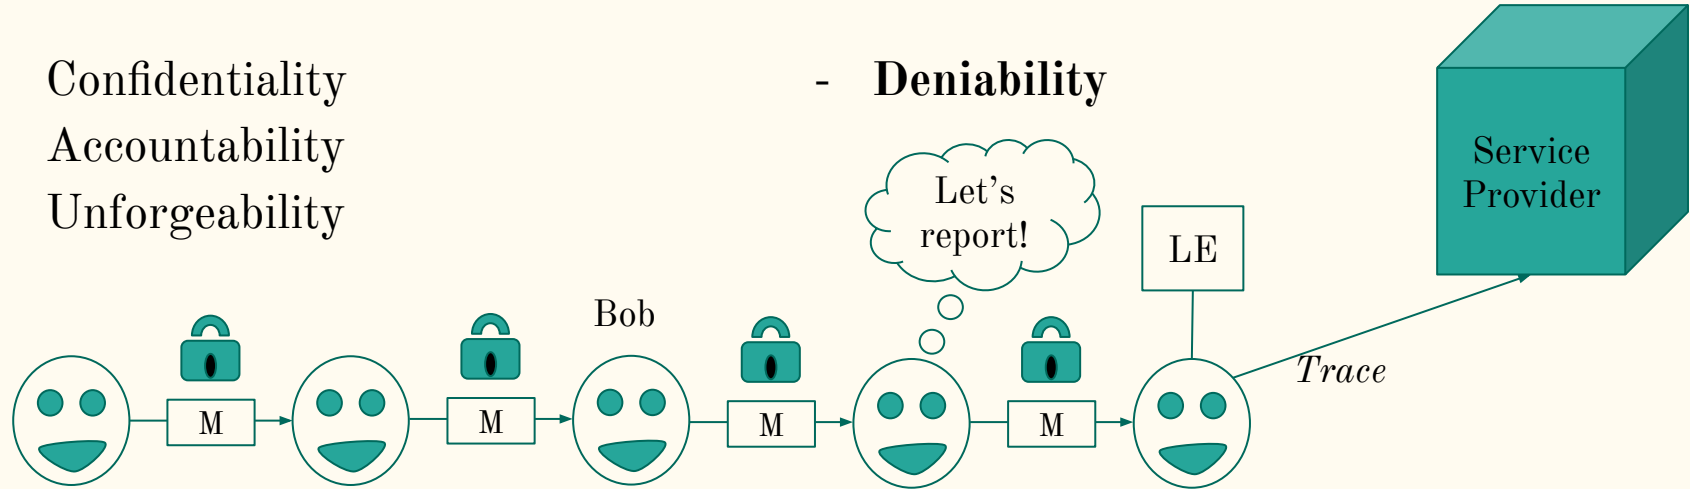 Confidentiality
Accountability
Unforgeability
- Deniability
Let's
report!
Service
Provider
LE
Bob
Trace
M
M
M
M